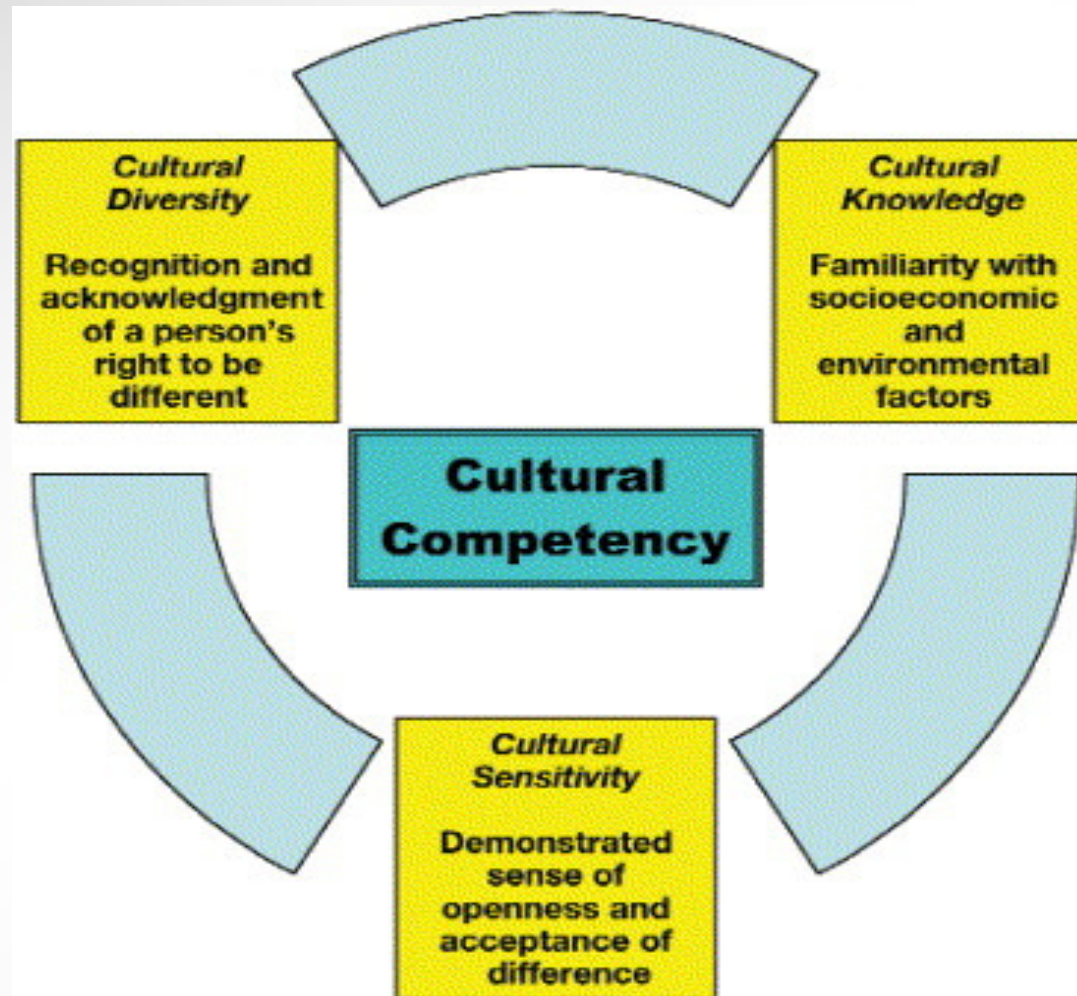 Cultural
Diversity
Recognition and
acknowledgment
of a person's
right to be
different
Cultural
Knowledge
Familiarity with
socioeconomic
and
environmental
factors
Cultural
Competency
Cultural
Sensitivity
Demonstrated
sense of
openness and
acceptance of
difference